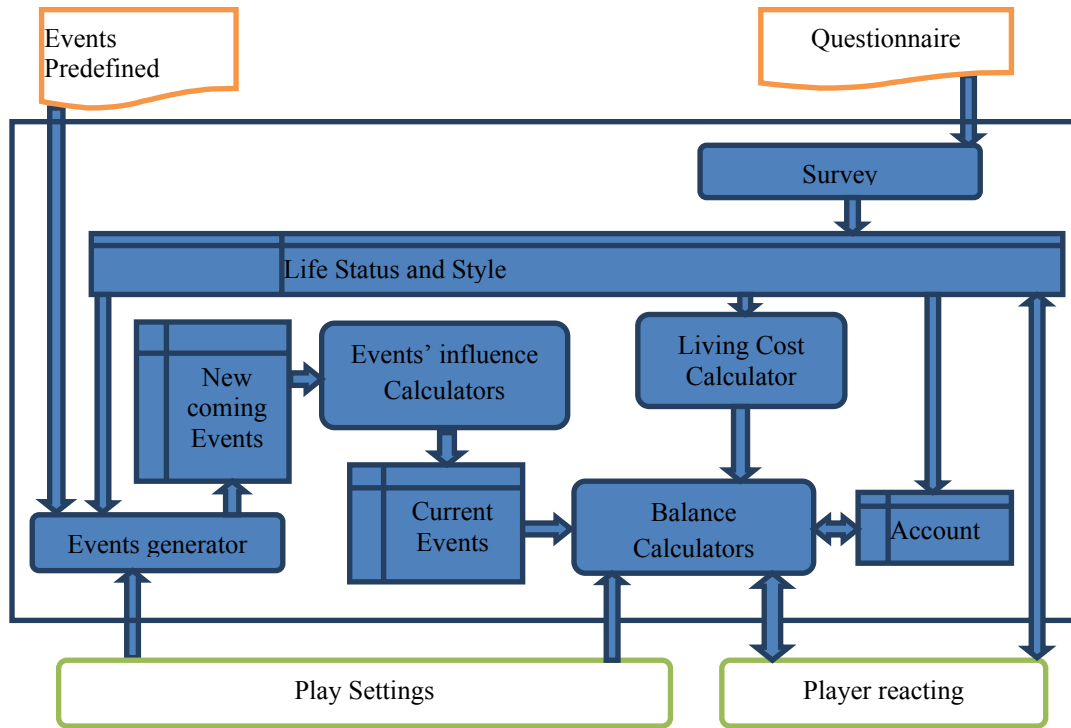 Events
Predefined
Questionnaire
Survey
Life Status and Style
New
coming
Events
Events’ influence
Calculators
Living Cost
Calculator
Current
Events
Balance
Calculators
Account
Events generator
Play Settings
Player reacting